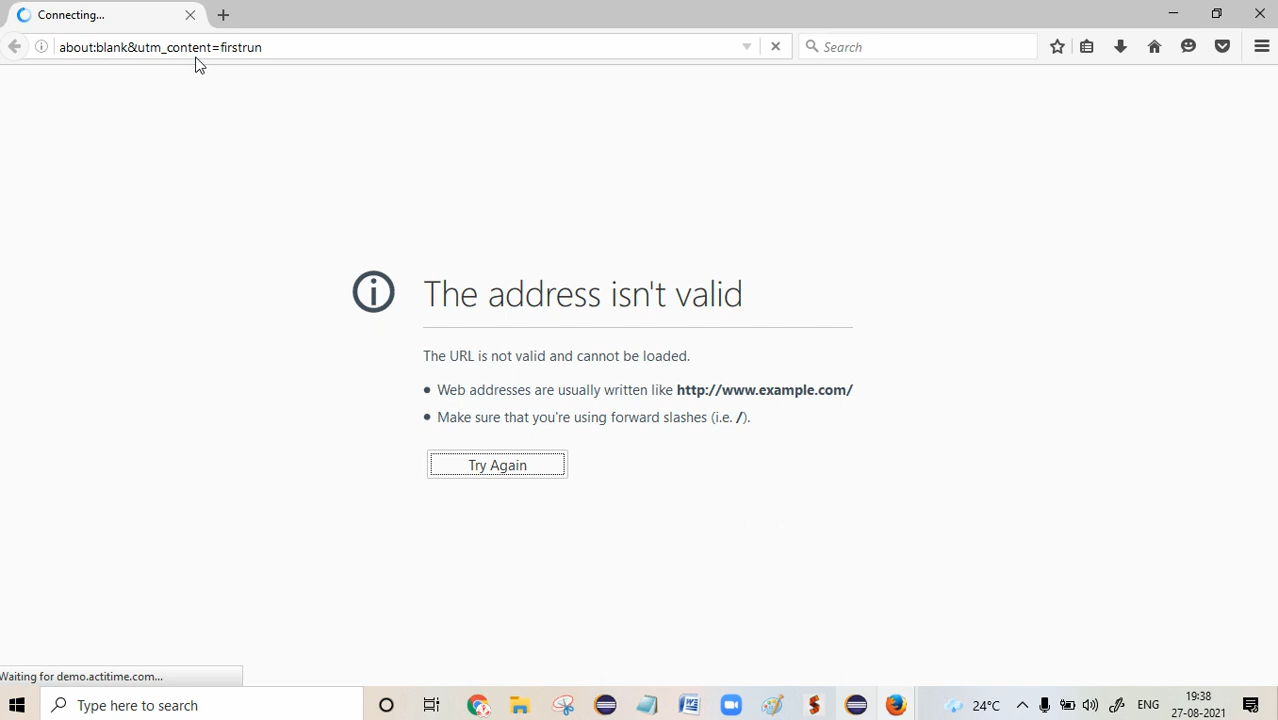 Connecting...
about:blank&utm_content=firstrun
Search
The address isn't valid
The URL is not valid and cannot be loaded.
Web addresses are usually written like http://www.example.com/
Make sure that you're using forward slashes (i.e. /).
Try Again
Waiting for demo.actitime.com...
Type here to search
24°C
ENG
19:38
27-08-2021